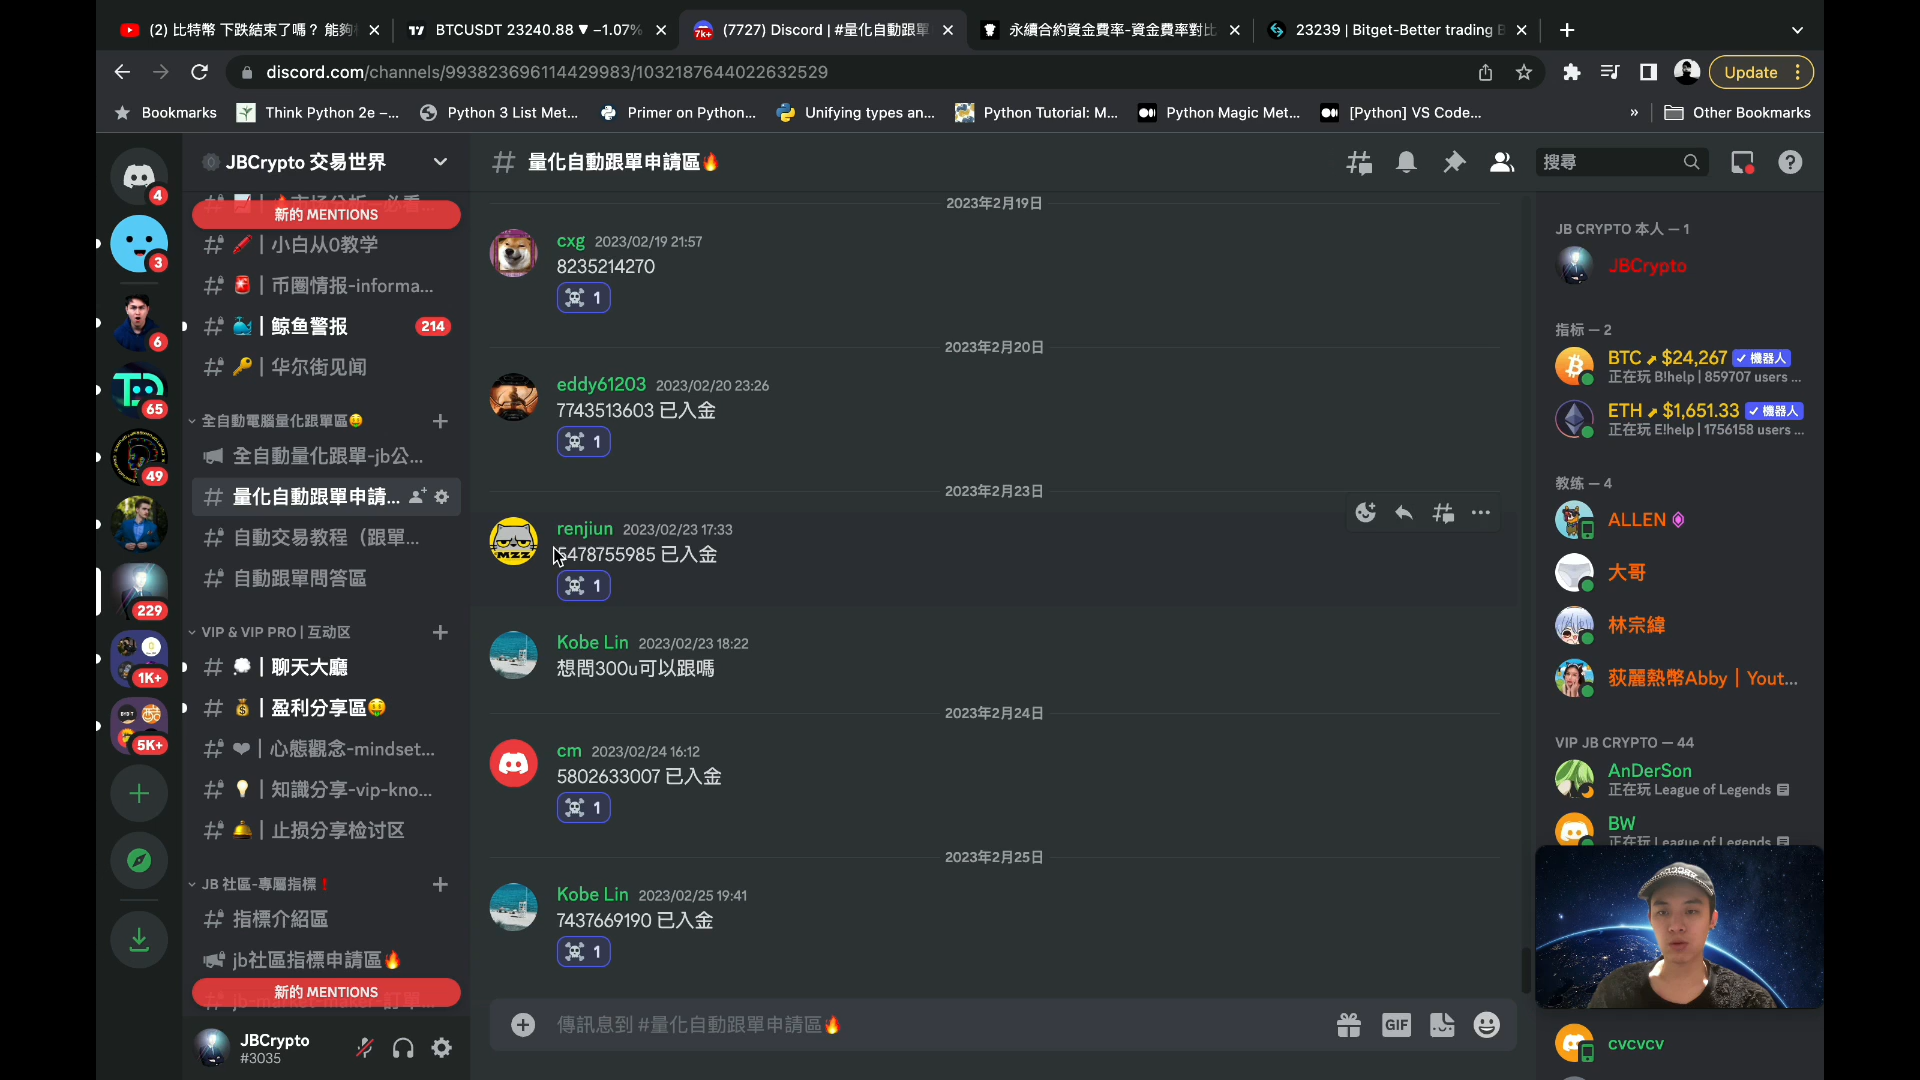 (2) 比特幣 下跌結束了嗎？ 能夠
BTCUSDT 23240.88 ▼ −1.07%
(7727) Discord | #量化自動跟單
永續合約資金費率-資金費率對比
23239 | Bitget-Better trading B
discord.com/channels/993823696114429983/1032187644022632529
Update
Bookmarks
Think Python 2e –...
Python 3 List Met...
Primer on Python...
Unifying types an...
Python Tutorial: M...
Python Magic Met...
[Python] VS Code...
»
Other Bookmarks
4
3
6
65
49
229
1K+
5K+
JBCrypto 交易世界
新的 MENTIONS
小白从0教学
币圈情报-informa...
鲸鱼警报
214
华尔街见闻
全自動電腦量化跟單區
全自動量化跟單-jb公...
量化自動跟單申請...
自動交易教程（跟單...
自動跟單問答區
VIP & VIP PRO | 互动区
聊天大廳
盈利分享區
心態觀念-mindset...
知識分享-vip-kno...
止损分享检讨区
JB 社區-專屬指標
指標介紹區
jb社區指標申請區
新的 MENTIONS
JBCrypto
#3035
量化自動跟單申請區
搜尋
2023年2月19日
cxg 2023/02/19 21:57
8235214270
1
2023年2月20日
eddy61203 2023/02/20 23:26
7743513603 已入金
1
2023年2月23日
renjiun 2023/02/23 17:33
5478755985 已入金
1
Kobe Lin 2023/02/23 18:22
想問300u可以跟嗎
2023年2月24日
cm 2023/02/24 16:12
5802633007 已入金
1
2023年2月25日
Kobe Lin 2023/02/25 19:41
7437669190 已入金
1
傳訊息到 #量化自動跟單申請區
GIF
JB CRYPTO 本人 — 1
JBCrypto
指标 — 2
BTC ⬈ $24,267 ✓ 機器人
正在玩 B!help | 859707 users ...
ETH ⬈ $1,651.33 ✓ 機器人
正在玩 E!help | 1756158 users ...
教练 — 4
ALLEN
大哥
林宗緯
荻麗熱幣Abby｜Yout...
VIP JB CRYPTO — 44
AnDerSon
正在玩 League of Legends
BW
正在玩 League of Legends
cvcvcv